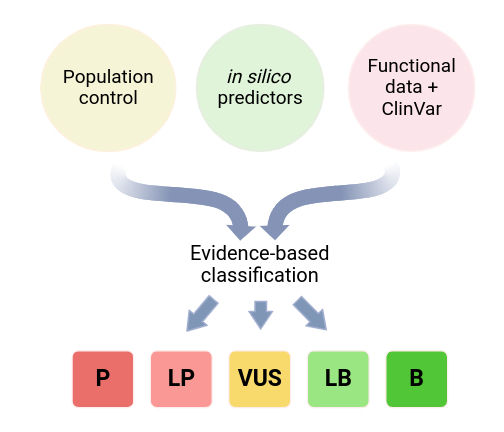 Population
control
in silico
predictors
Functional
data +
ClinVar
Evidence-based
classification
P
LP
VUS
LB
B